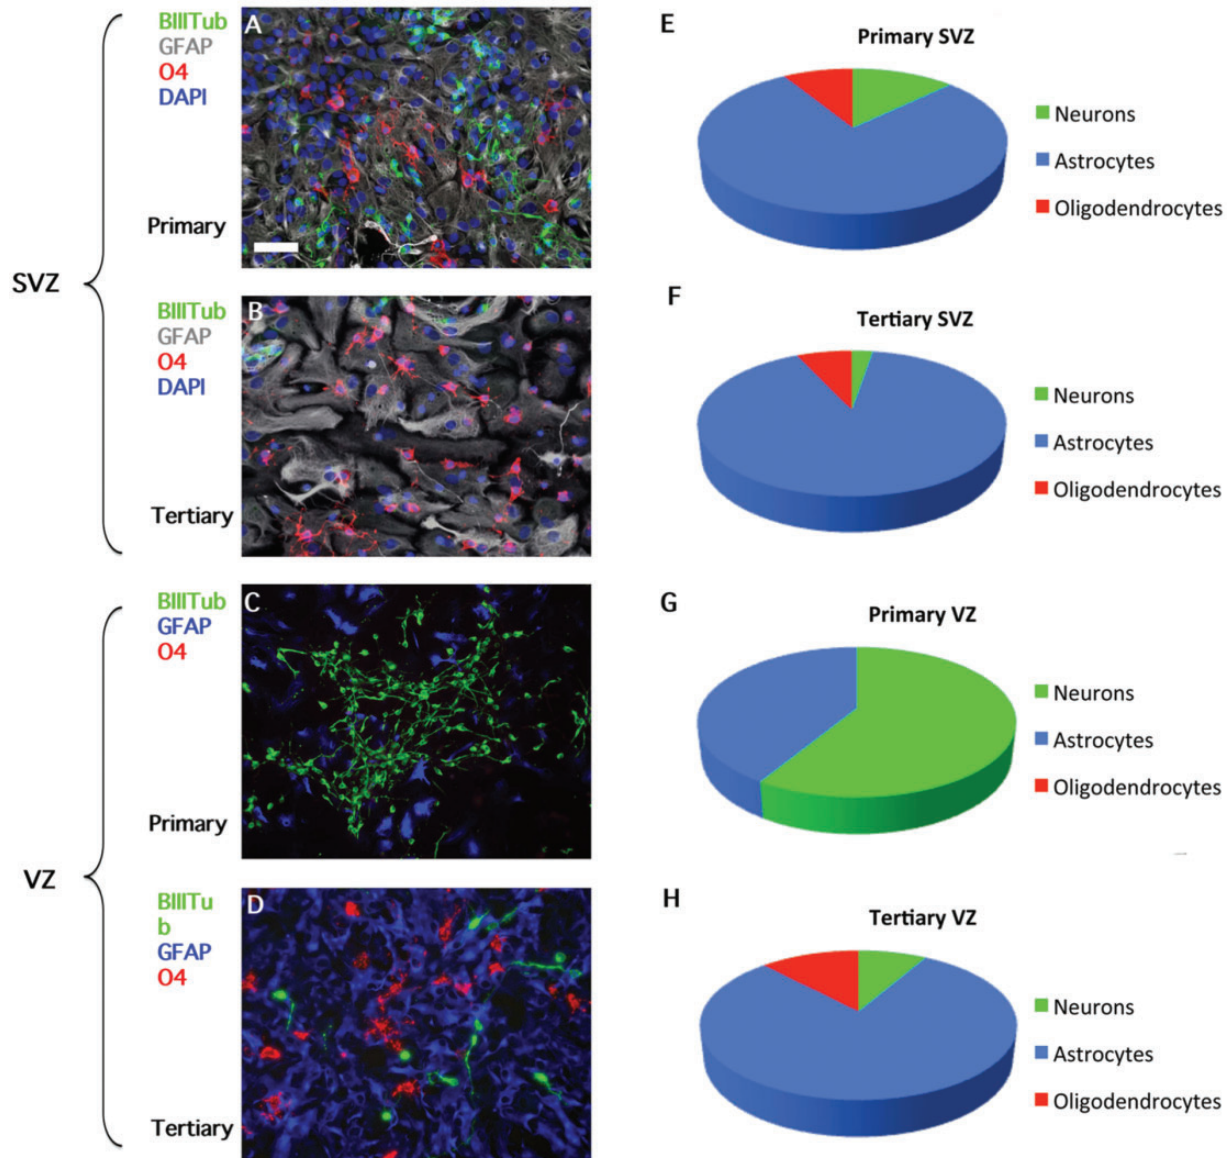 BIIITub
GFAP
O4
DAPI
A
Primary
SVZ
BIIITub
GFAP
O4
DAPI
B
Tertiary
BIIITub
GFAP
O4
C
Primary
VZ
BIIITu
b
GFAP
O4
D
Tertiary
E
Primary SVZ
Neurons
Astrocytes
Oligodendrocytes
F
Tertiary SVZ
Neurons
Astrocytes
Oligodendrocytes
G
Primary VZ
Neurons
Astrocytes
Oligodendrocytes
H
Tertiary VZ
Neurons
Astrocytes
Oligodendrocytes